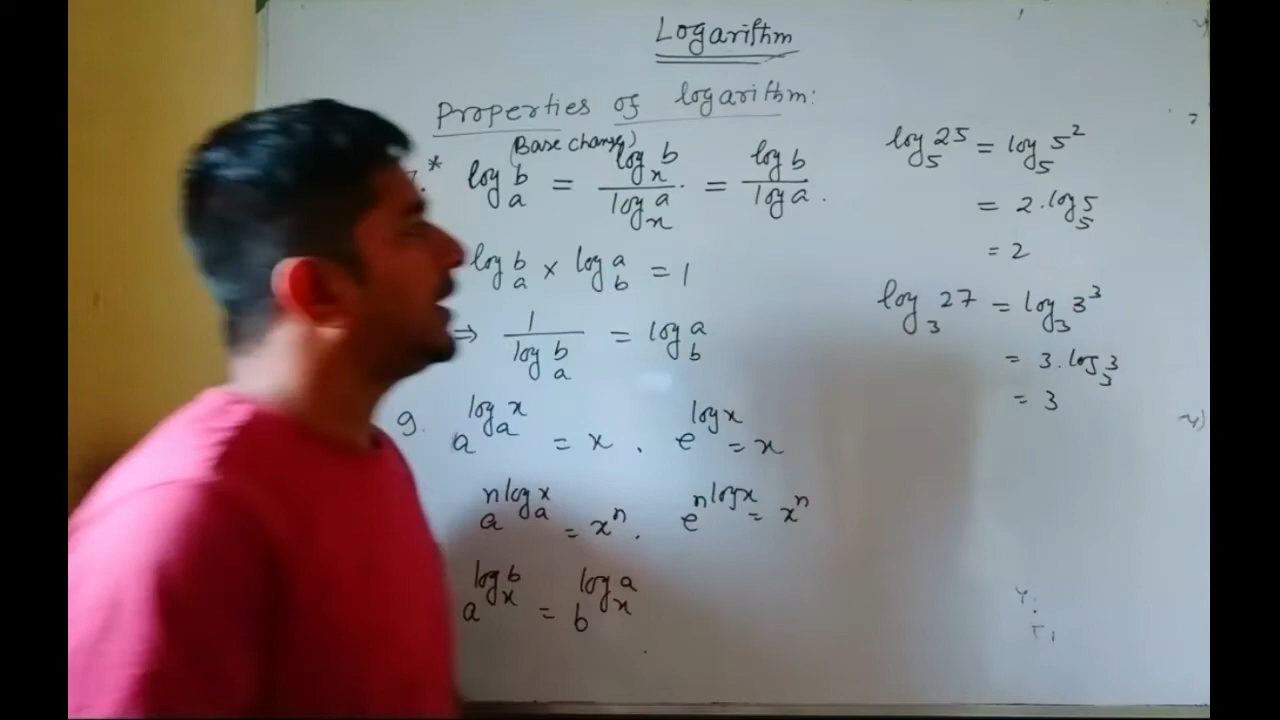 Logarithm
Properties of logarithm:
(Base change)
7.* log_a b = log_x b / log_x a . = log b / log a .
log_a b × log_b a = 1
⇒ 1 / log_a b = log_b a
9. a^(log_a x) = x . e^(log x) = x
a^(n log_a x) = x^n . e^(n log x) = x^n
a^(log_x b) = b^(log_x a)
log_5 25 = log_5 5^2
= 2 . log_5 5
= 2
log_3 27 = log_3 3^3
= 3 . log_3 3
= 3